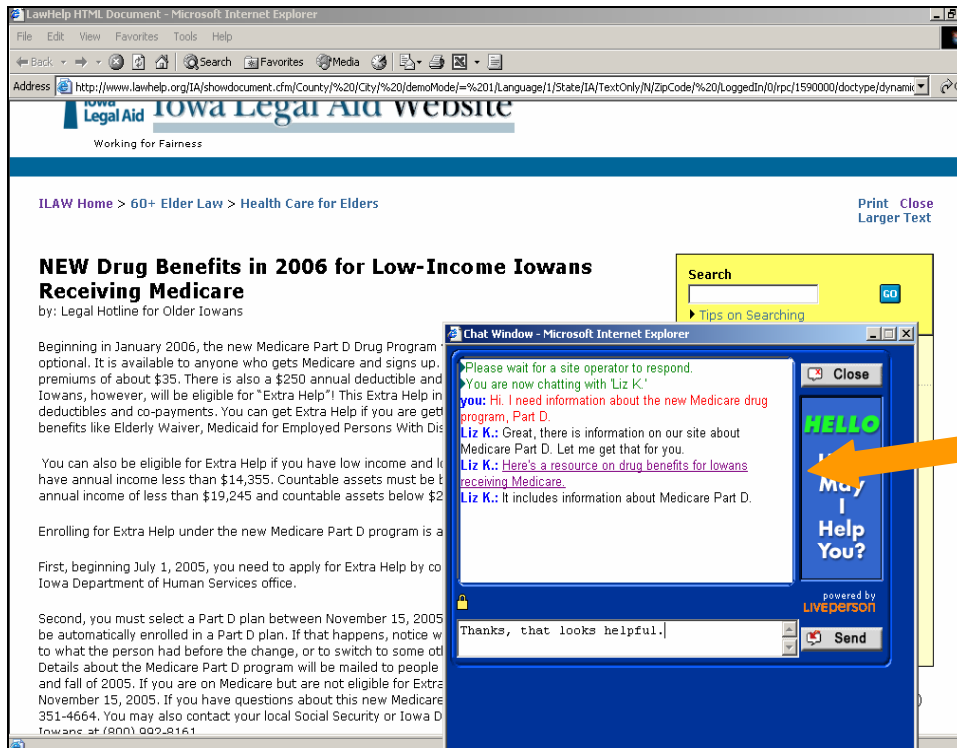 LawHelp HTML Document - Microsoft Internet Explorer
File Edit View Favorites Tools Help
Back Search Favorites Media
Address http://www.lawhelp.org/IA/showdocument.cfm/County/%20/City/%20/demoMode/=%201/Language/1/State/IA/TextOnly/N/ZipCode/%20/LoggedIn/0/rpc/1590000/doctype/dynamic
Iowa Legal Aid Iowa Legal Aid Website
Working for Fairness
ILAW Home > 60+ Elder Law > Health Care for Elders
Print Close
Larger Text
NEW Drug Benefits in 2006 for Low-Income Iowans
Receiving Medicare
by: Legal Hotline for Older Iowans
Search
GO
Tips on Searching
Beginning in January 2006, the new Medicare Part D Drug Program
optional. It is available to anyone who gets Medicare and signs up.
premiums of about $35. There is also a $250 annual deductible and
Iowans, however, will be eligible for "Extra Help"! This Extra Help in
deductibles and co-payments. You can get Extra Help if you are
benefits like Elderly Waiver, Medicaid for Employed Persons With
You can also be eligible for Extra Help if you have low income and
have annual income less than $14,355. Countable assets must be
annual income of less than $19,245 and countable assets below
Enrolling for Extra Help under the new Medicare Part D program is a
First, beginning July 1, 2005, you need to apply for Extra Help by
Iowa Department of Human Services office.
Second, you must select a Part D plan between November 15, 2005
be automatically enrolled in a Part D plan. If that happens, notice
to what the person had before the change, or to switch to some
Details about the Medicare Part D program will be mailed to people
and fall of 2005. If you are on Medicare but are not eligible for Extra
November 15, 2005. If you have questions about this new Medicare
351-4664. You may also contact your local Social Security or Iowa
Iowans at (800) 992-8161
Chat Window - Microsoft Internet Explorer
Please wait for a site operator to respond.
You are now chatting with 'Liz K.'
you: Hi. I need information about the new Medicare drug
program, Part D.
Liz K.: Great, there is information on our site about
Medicare Part D. Let me get that for you.
Liz K.: Here's a resource on drug benefits for Iowans
receiving Medicare.
Liz K.: It includes information about Medicare Part D.
Close
HELLO
May
I
Help
You?
powered by
LIVEperson
Thanks, that looks helpful.
Send